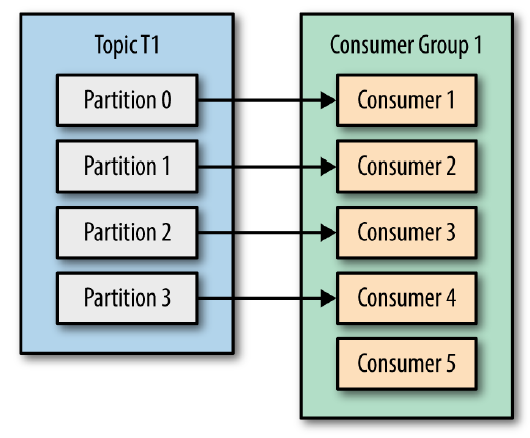 Topic T1
Partition 0
Partition 1
Partition 2
Partition 3
Consumer Group 1
Consumer 1
Consumer 2
Consumer 3
Consumer 4
Consumer 5